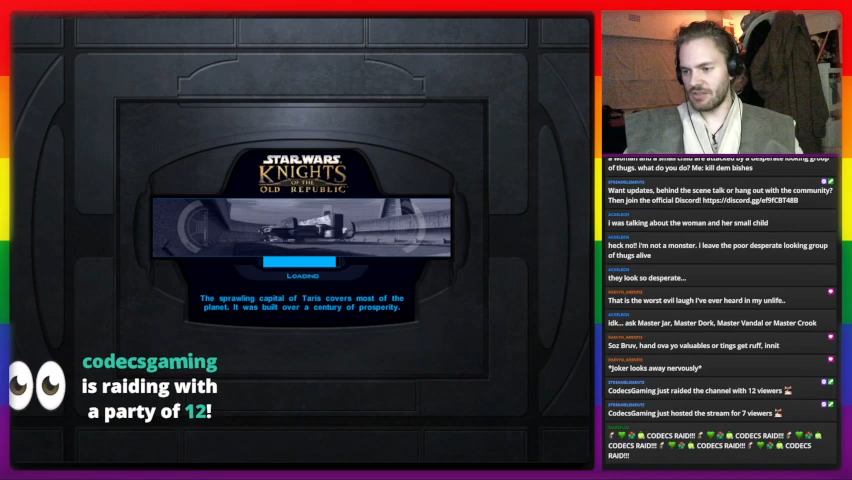 STAR WARS
KNIGHTS
OF THE
OLD REPUBLIC
LOADING
The sprawling capital of Taris covers most of the
planet. It was built over a century of prosperity.
codecsgaming
is raiding with
a party of 12!
a woman and a small child are attacked by a desperate looking group
of thugs. what do you do? Me: kill dem bishes
STREAMELEMENTS
Want updates, behind the scene talk or hang out with the community?
Then join the official Discord! https://discord.gg/ef9fCBT48B
i was talking about the woman and her small child
heck no!! i'm not a monster. i leave the poor desperate looking group
of thugs alive
they look so desperate...
That is the worst evil laugh I've ever heard in my unlife..
idk... ask Master Jar, Master Dork, Master Vandal or Master Crook
Soz Bruv, hand ova yo valuables or tings get ruff, innit
*Joker looks away nervously*
STREAMELEMENTS
CodecsGaming just raided the channel with 12 viewers
STREAMELEMENTS
CodecsGaming just hosted the stream for 7 viewers
CODECS RAID!!! CODECS RAID!!! CODECS RAID!!!
CODECS RAID!!! CODECS RAID!!! CODECS
RAID!!!